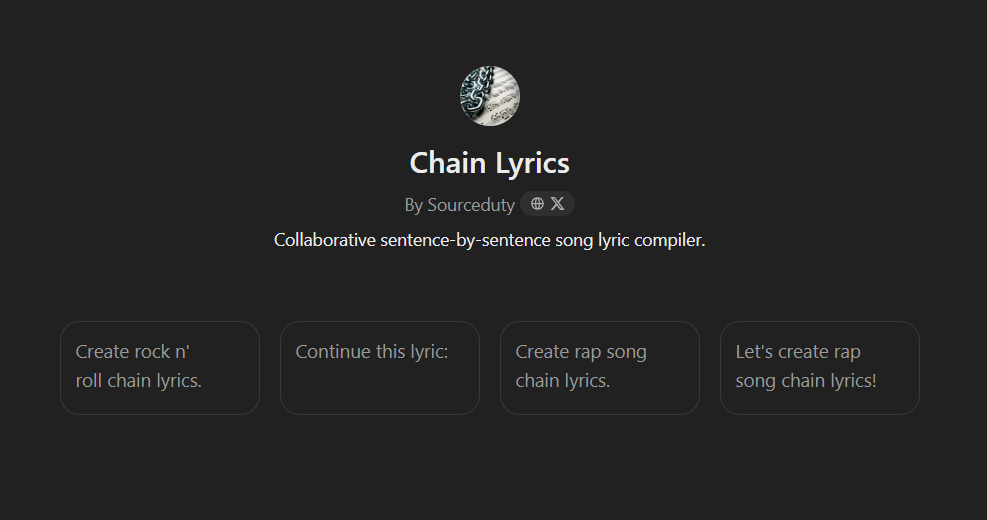 Chain Lyrics
By Sourceduty
Collaborative sentence-by-sentence song lyric compiler.
Create rock n'
roll chain lyrics.
Continue this lyric:
Create rap song
chain lyrics.
Let's create rap
song chain lyrics!